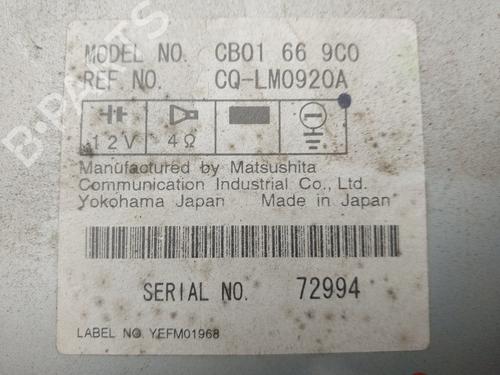 MODEL NO. CB01 66 9C0
REF. NO. CQ-LM0920A
12V 4Ω
Manufactured by Matsushita
Communication Industrial Co., Ltd.
Yokohama Japan Made in Japan
SERIAL NO. 72994
LABEL NO. YEFM01968
B-PARTS